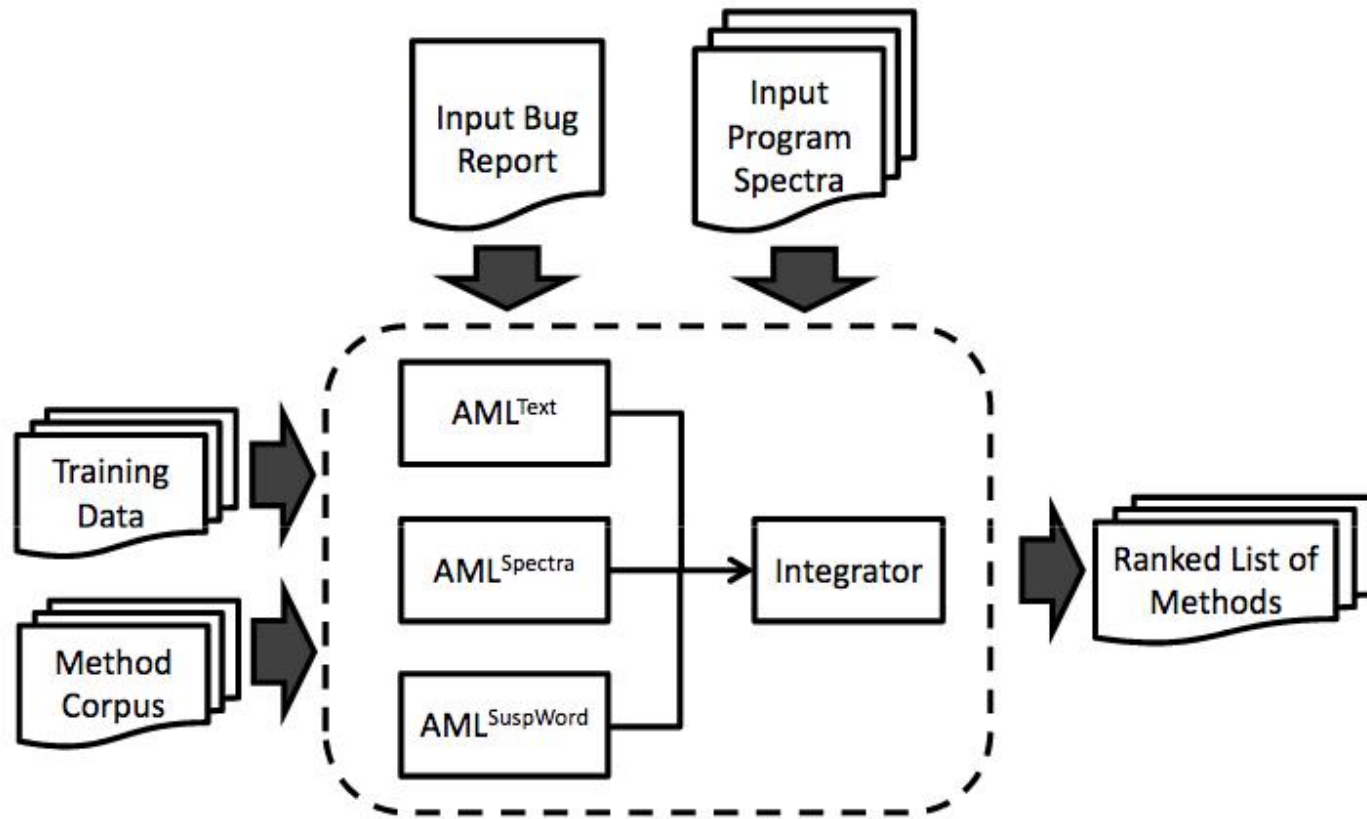 Input Bug
Report
Input
Program
Spectra
Training
Data
Method
Corpus
AMLText
AMLSpectra
AMLSuspWord
Integrator
Ranked List of
Methods